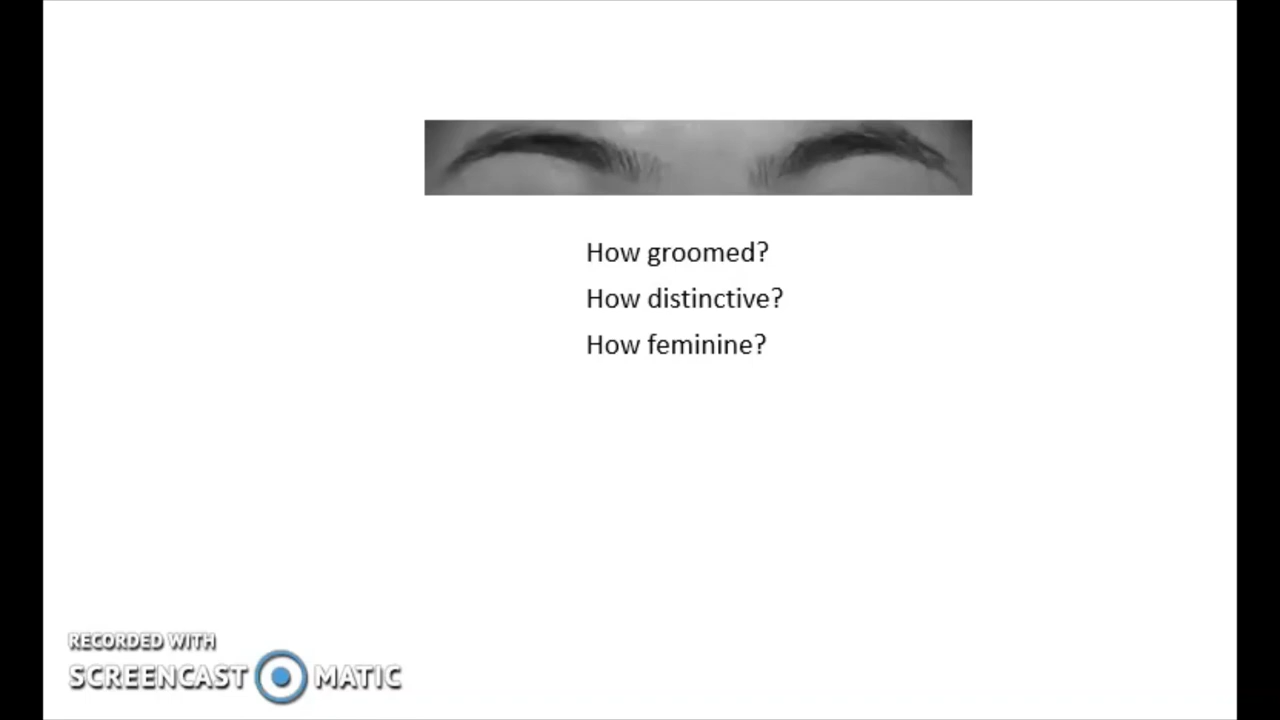 How groomed?
How distinctive?
How feminine?
RECORDED WITH
SCREENCAST MATIC